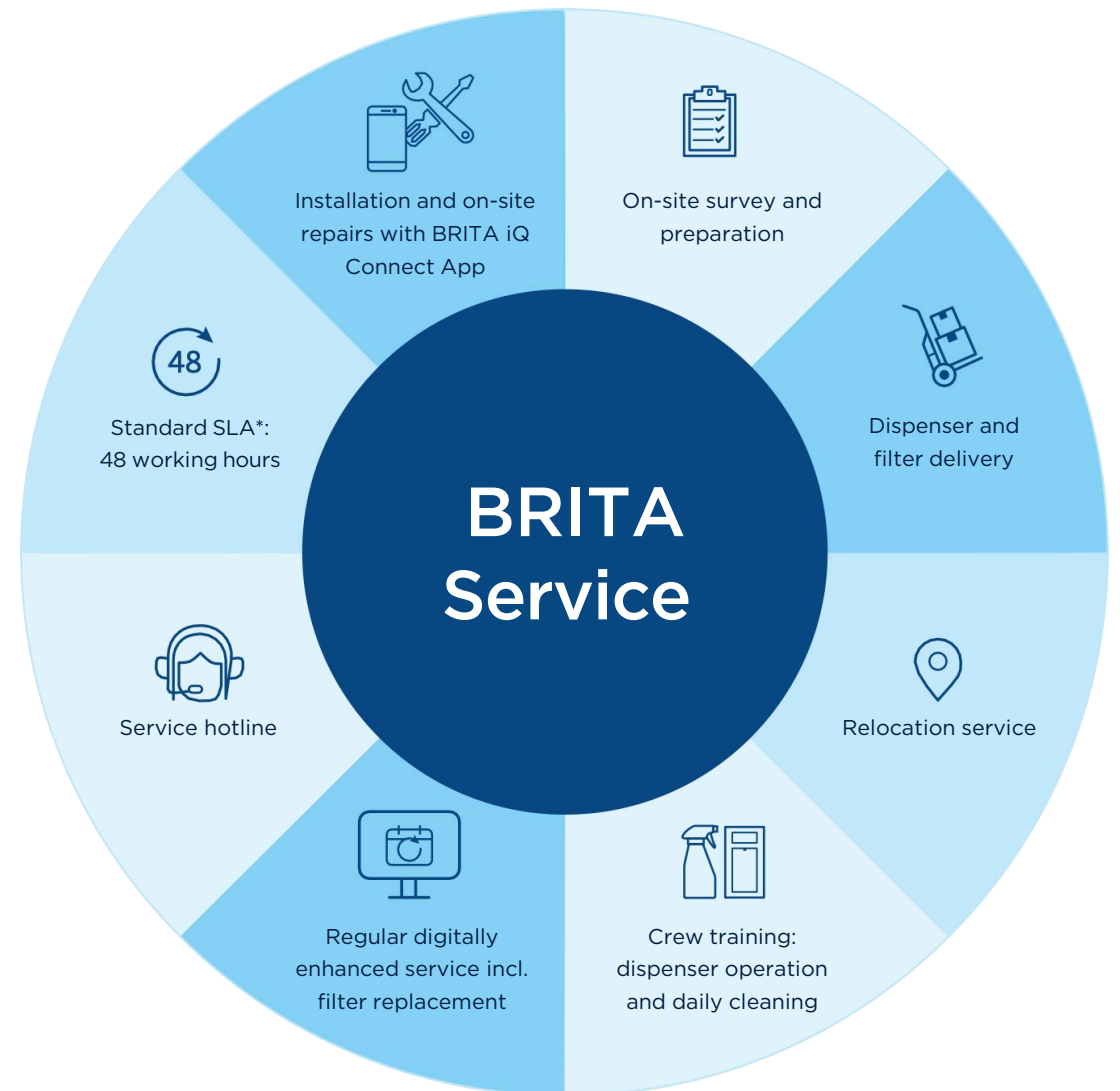 BRITA
Service
On-site survey and
preparation
Dispenser and
filter delivery
Relocation service
Crew training:
dispenser operation
and daily cleaning
Regular digitally
enhanced service incl.
filter replacement
Service hotline
48
Standard SLA*:
48 working hours
Installation and on-site
repairs with BRITA iQ
Connect App